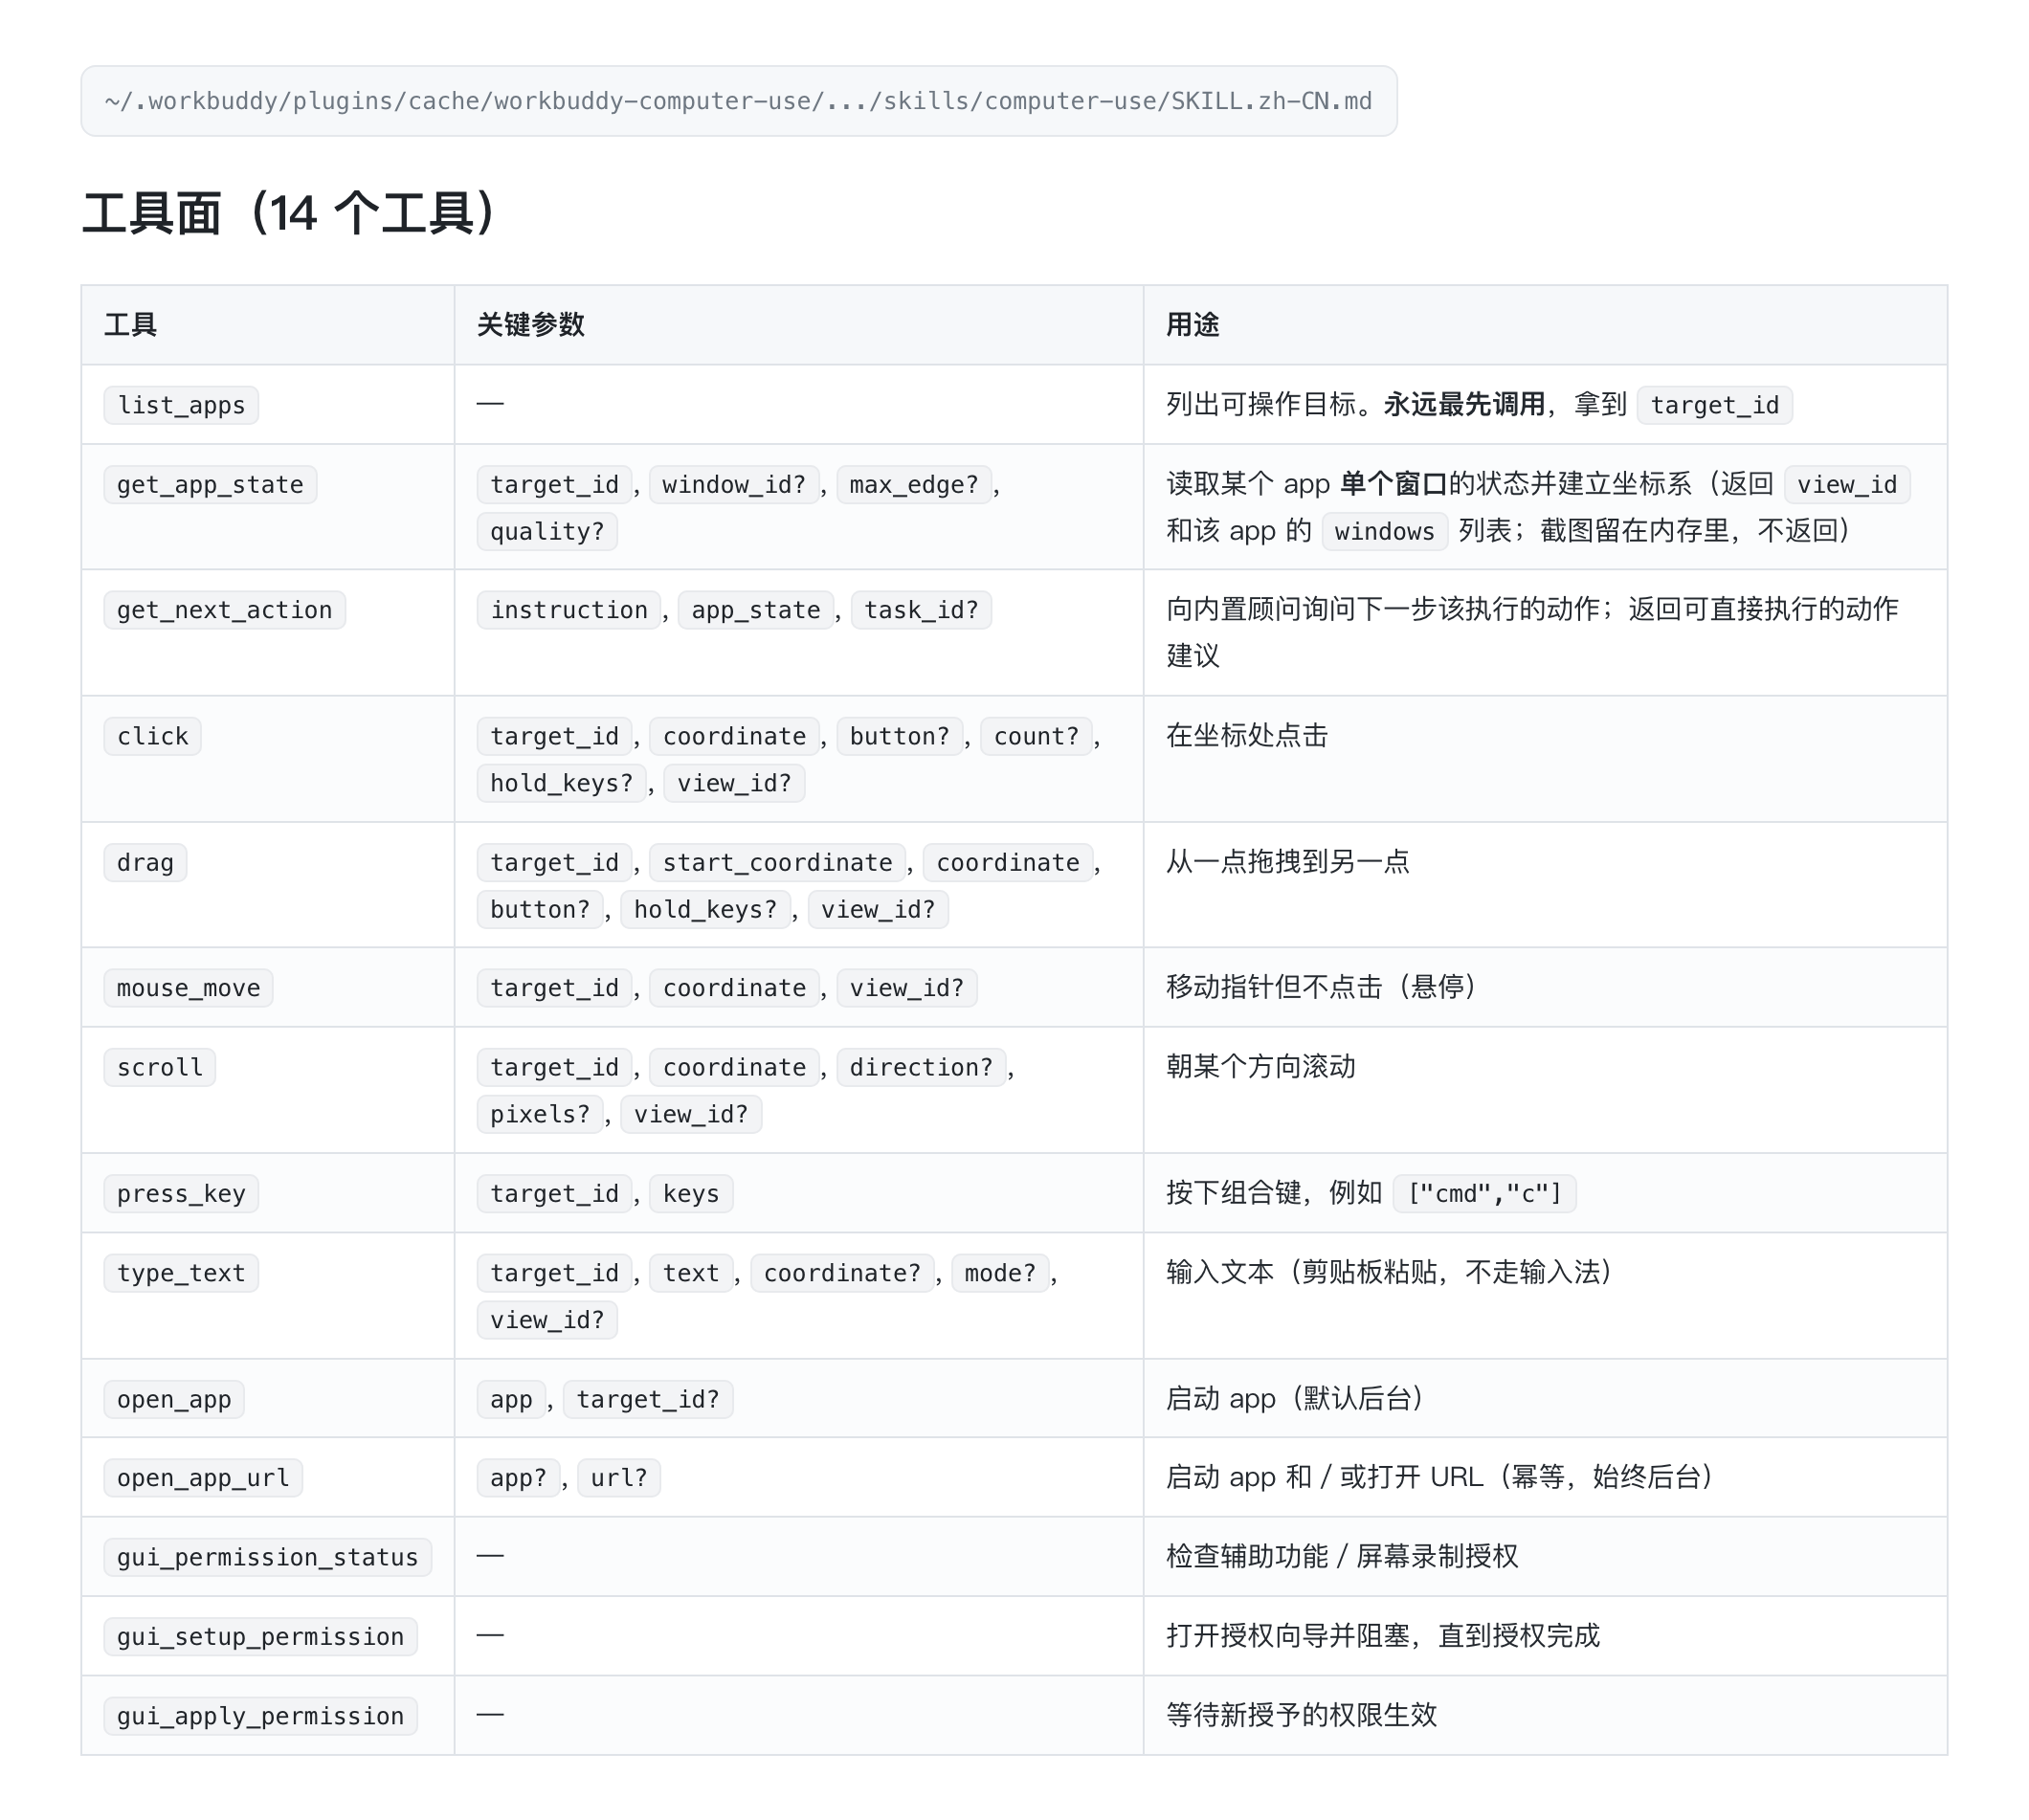 ~/.workbuddy/plugins/cache/workbuddy-computer-use/.../skills/computer-use/SKILL.zh-CN.md
工具面（14 个工具）
工具 关键参数 用途
list_apps — 列出可操作目标。永远最先调用，拿到 target_id
get_app_state target_id, window_id?, max_edge?, 读取某个 app 单个窗口的状态并建立坐标系（返回 view_id
quality? 和该 app 的 windows 列表；截图留在内存里，不返回）
get_next_action instruction, app_state, task_id? 向内置顾问询问下一步该执行的动作；返回可直接执行的动作
建议
click target_id, coordinate, button?, count?, 在坐标处点击
hold_keys?, view_id?
drag target_id, start_coordinate, coordinate, 从一点拖拽到另一点
button?, hold_keys?, view_id?
mouse_move target_id, coordinate, view_id? 移动指针但不点击（悬停）
scroll target_id, coordinate, direction?, 朝某个方向滚动
pixels?, view_id?
press_key target_id, keys 按下组合键，例如 ["cmd","c"]
type_text target_id, text, coordinate?, mode?, 输入文本（剪贴板粘贴，不走输入法）
view_id?
open_app app, target_id? 启动 app（默认后台）
open_app_url app?, url? 启动 app 和 / 或打开 URL（幂等，始终后台）
gui_permission_status — 检查辅助功能 / 屏幕录制授权
gui_setup_permission — 打开授权向导并阻塞，直到授权完成
gui_apply_permission — 等待新授予的权限生效